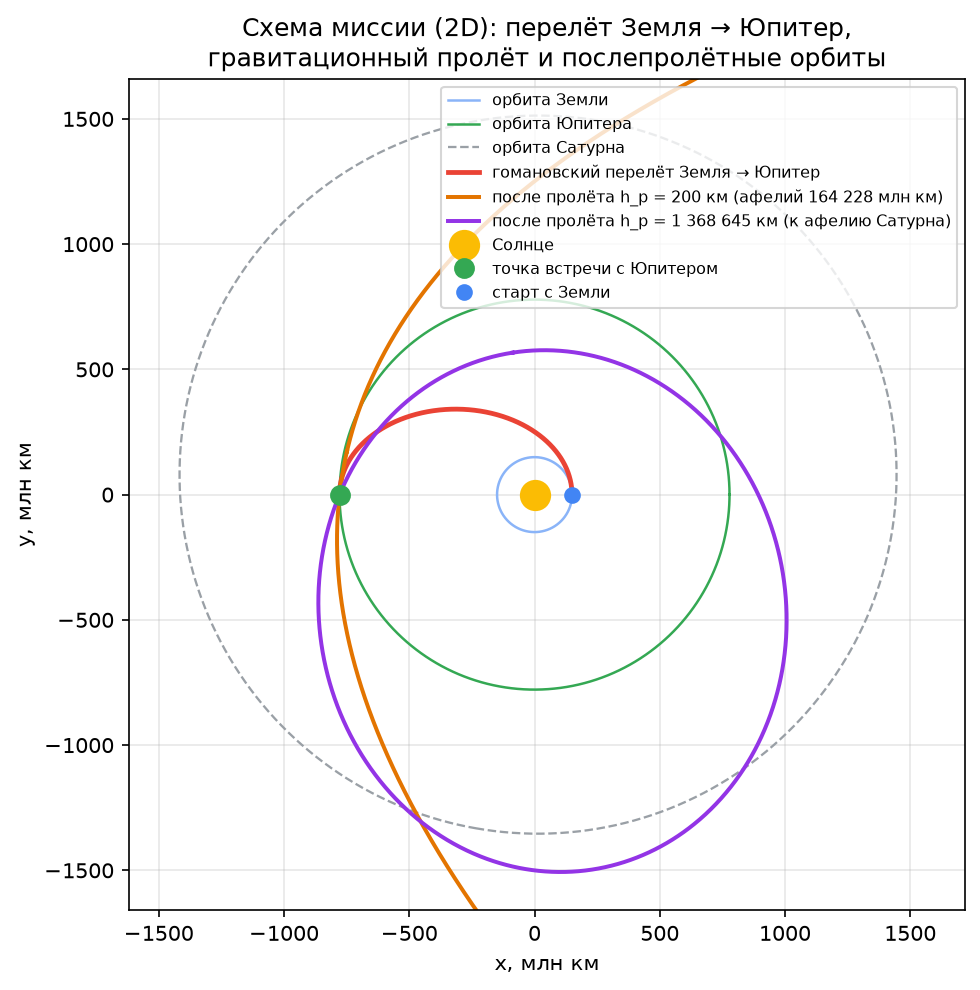 Схема миссии (2D): перелёт Земля → Юпитер,
гравитационный пролёт и послепролётные орбиты
орбита Земли
орбита Юпитера
орбита Сатурна
гомановский перелёт Земля → Юпитер
после пролёта h_p = 200 км (афелий 164 228 млн км)
после пролёта h_p = 1 368 645 км (к афелию Сатурна)
Солнце
точка встречи с Юпитером
старт с Земли
y, млн км
1500
1000
500
0
−500
−1000
−1500
−1500
−1000
−500
0
500
1000
1500
x, млн км